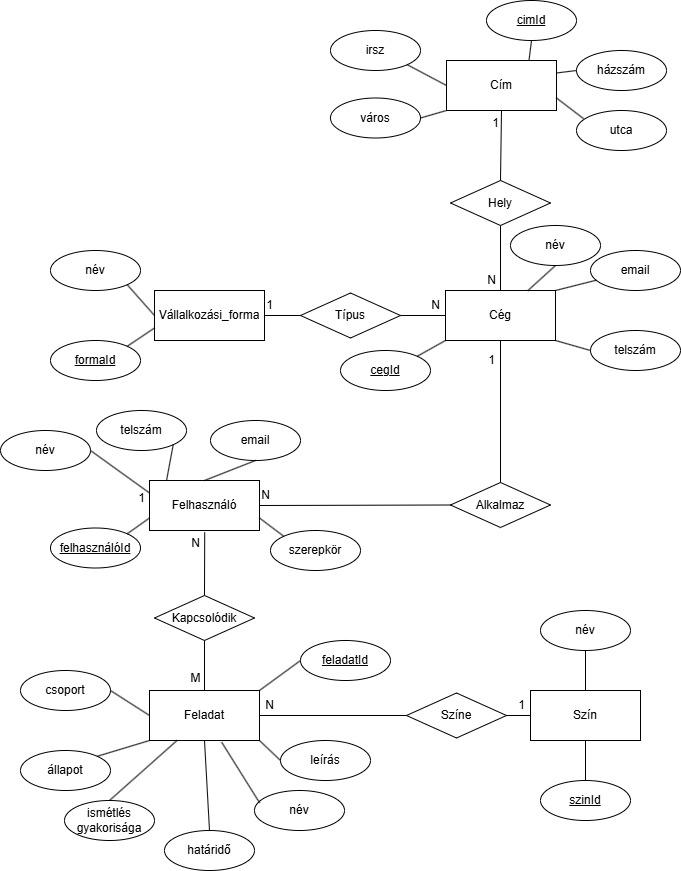 cimId
irsz
házszám
Cím
város
utca
1
Hely
név
N
név
email
Vállalkozási_forma
1
Típus
N
Cég
formaId
cegId
1
telszám
telszám
email
név
1
Felhasználó
N
Alkalmaz
felhasználóId
N
szerepkör
Kapcsolódik
név
feladatId
M
csoport
Feladat
N
Színe
1
Szín
leírás
állapot
név
szinId
ismétlés
gyakorisága
határidő